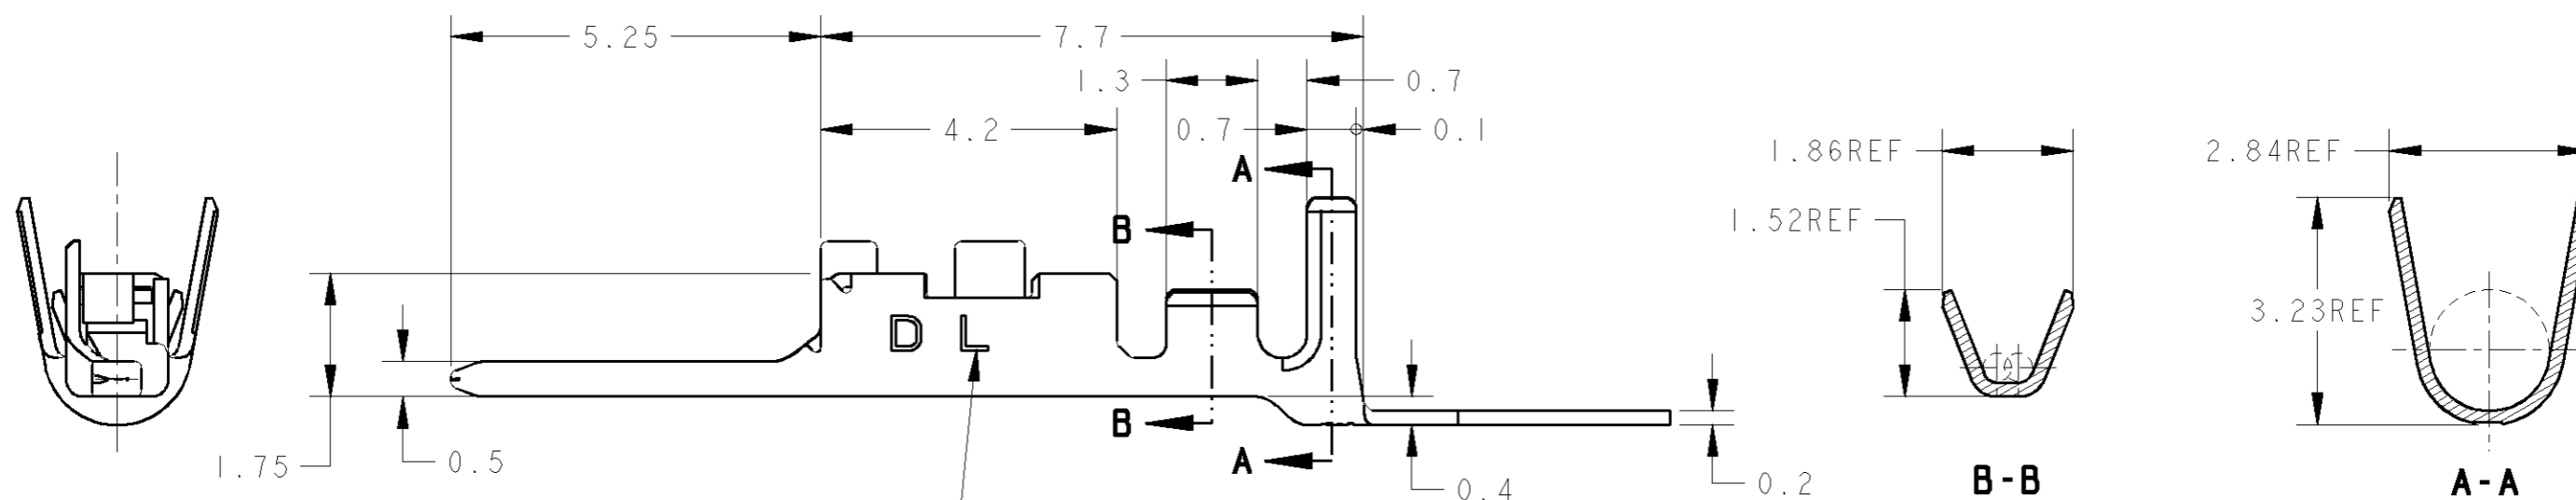 5.25
7.7
1.3
0.7
4.2
0.7
0.1
1.86REF
2.84REF
A
1.52REF
B
3.23REF
D L
B
A
1.75
0.5
0.4
0.2
B-B
A-A